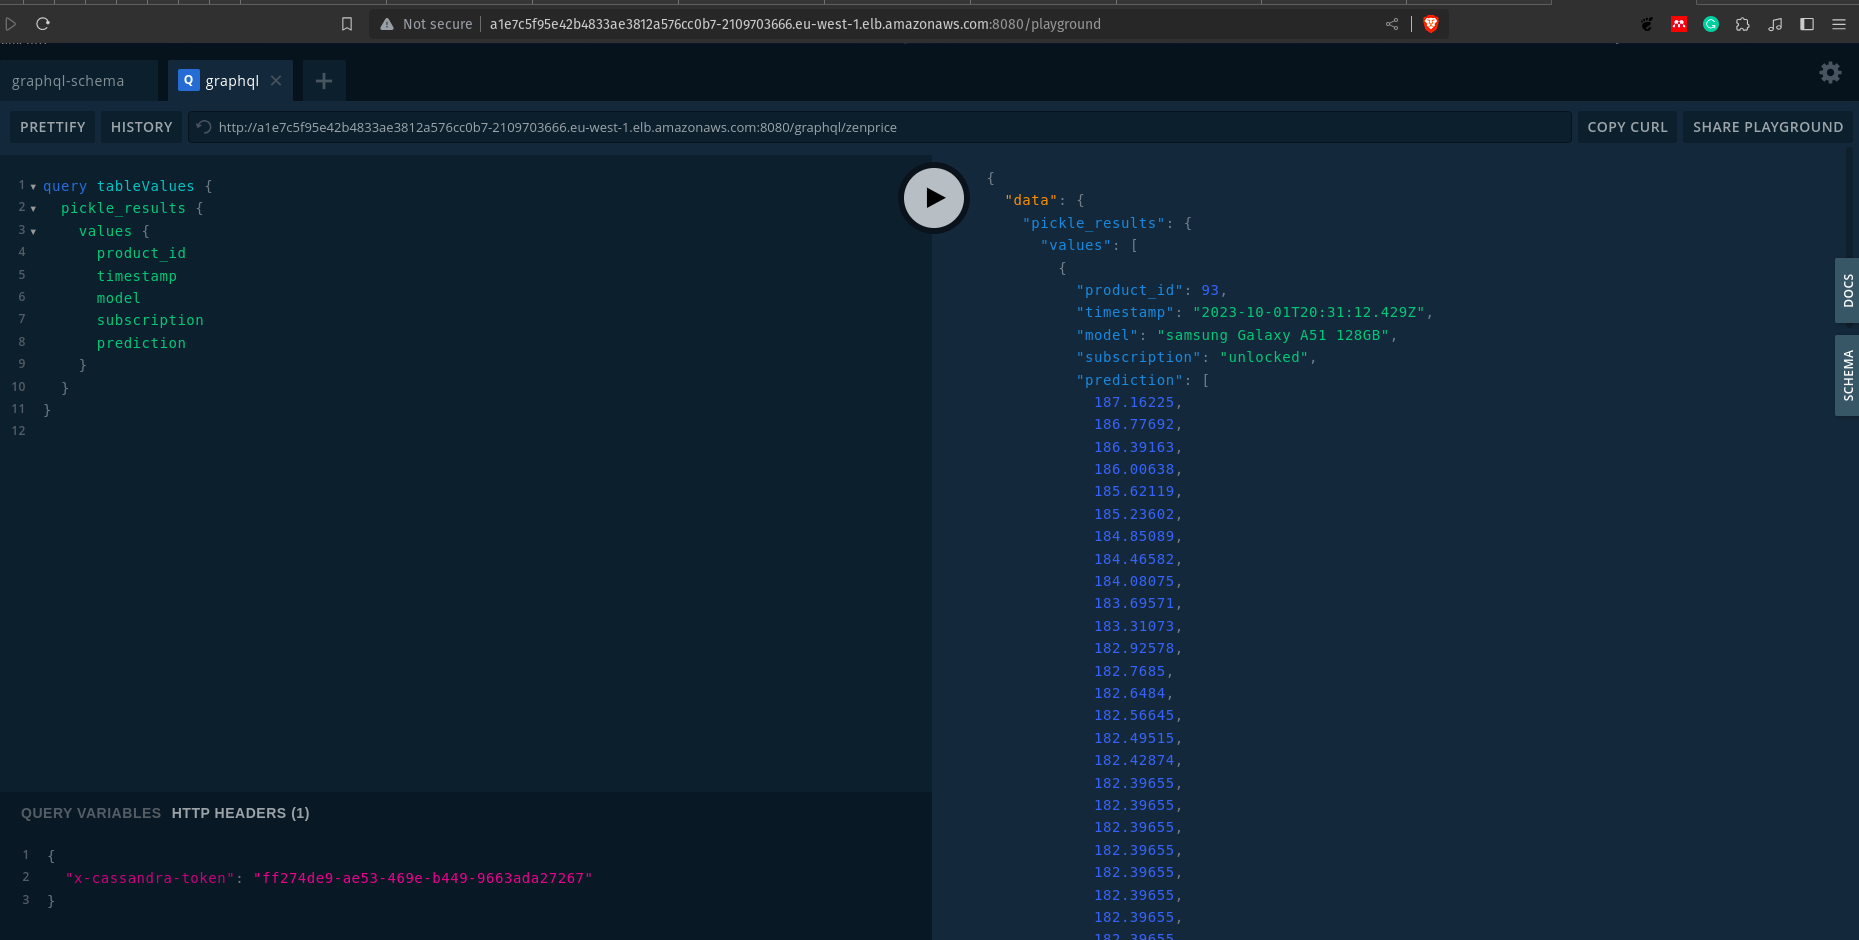 Not secure a1e7c5f95e42b4833ae3812a576cc0b7-2109703666.eu-west-1.elb.amazonaws.com:8080/playground
graphql-schema
Q graphql
PRETTIFY HISTORY http://a1e7c5f95e42b4833ae3812a576cc0b7-2109703666.eu-west-1.elb.amazonaws.com:8080/graphql/zenprice COPY CURL SHARE PLAYGROUND
1 query tableValues {
2 pickle_results {
3 values {
4 product_id
5 timestamp
6 model
7 subscription
8 prediction
9 }
10 }
11 }
12
QUERY VARIABLES HTTP HEADERS (1)
1 {
2 "x-cassandra-token": "ff274de9-ae53-469e-b449-9663ada27267"
3 }
{
"data": {
"pickle_results": {
"values": [
{
"product_id": 93,
"timestamp": "2023-10-01T20:31:12.429Z",
"model": "samsung Galaxy A51 128GB",
"subscription": "unlocked",
"prediction": [
187.16225,
186.77692,
186.39163,
186.00638,
185.62119,
185.23602,
184.85089,
184.46582,
184.08075,
183.69571,
183.31073,
182.92578,
182.7685,
182.6484,
182.56645,
182.49515,
182.42874,
182.39655,
182.39655,
182.39655,
182.39655,
182.39655,
182.39655,
182.39655,
182.39655
DOCS
SCHEMA